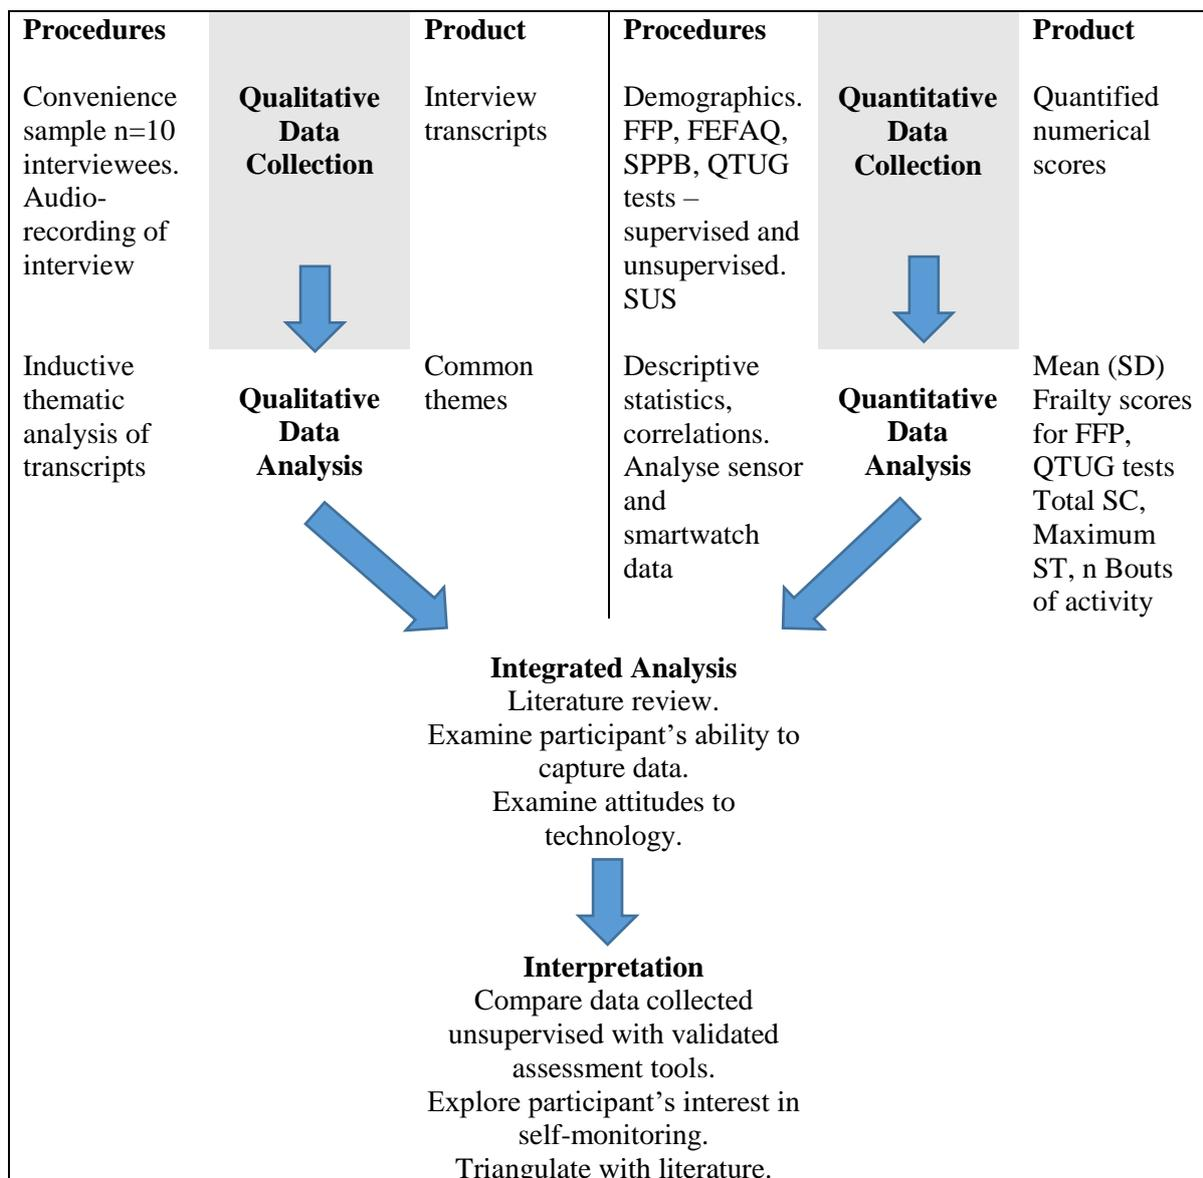 Procedures
Convenience
sample n=10
interviewees.
Audio-
recording of
interview
Qualitative
Data
Collection
Product
Interview
transcripts
Procedures
Demographics.
FFP, FEFAQ,
SPPB, QTUG
tests –
supervised and
unsupervised.
SUS
Quantitative
Data
Collection
Product
Quantified
numerical
scores
Inductive
thematic
analysis of
transcripts
Qualitative
Data
Analysis
Common
themes
Descriptive
statistics,
correlations.
Analyse sensor
and
smartwatch
data
Quantitative
Data
Analysis
Mean (SD)
Frailty scores
for FFP,
QTUG tests
Total SC,
Maximum
ST, n Bouts
of activity
Integrated Analysis
Literature review.
Examine participant’s ability to
capture data.
Examine attitudes to
technology.
Interpretation
Compare data collected
unsupervised with validated
assessment tools.
Explore participant’s interest in
self-monitoring.
Triangulate with literature.